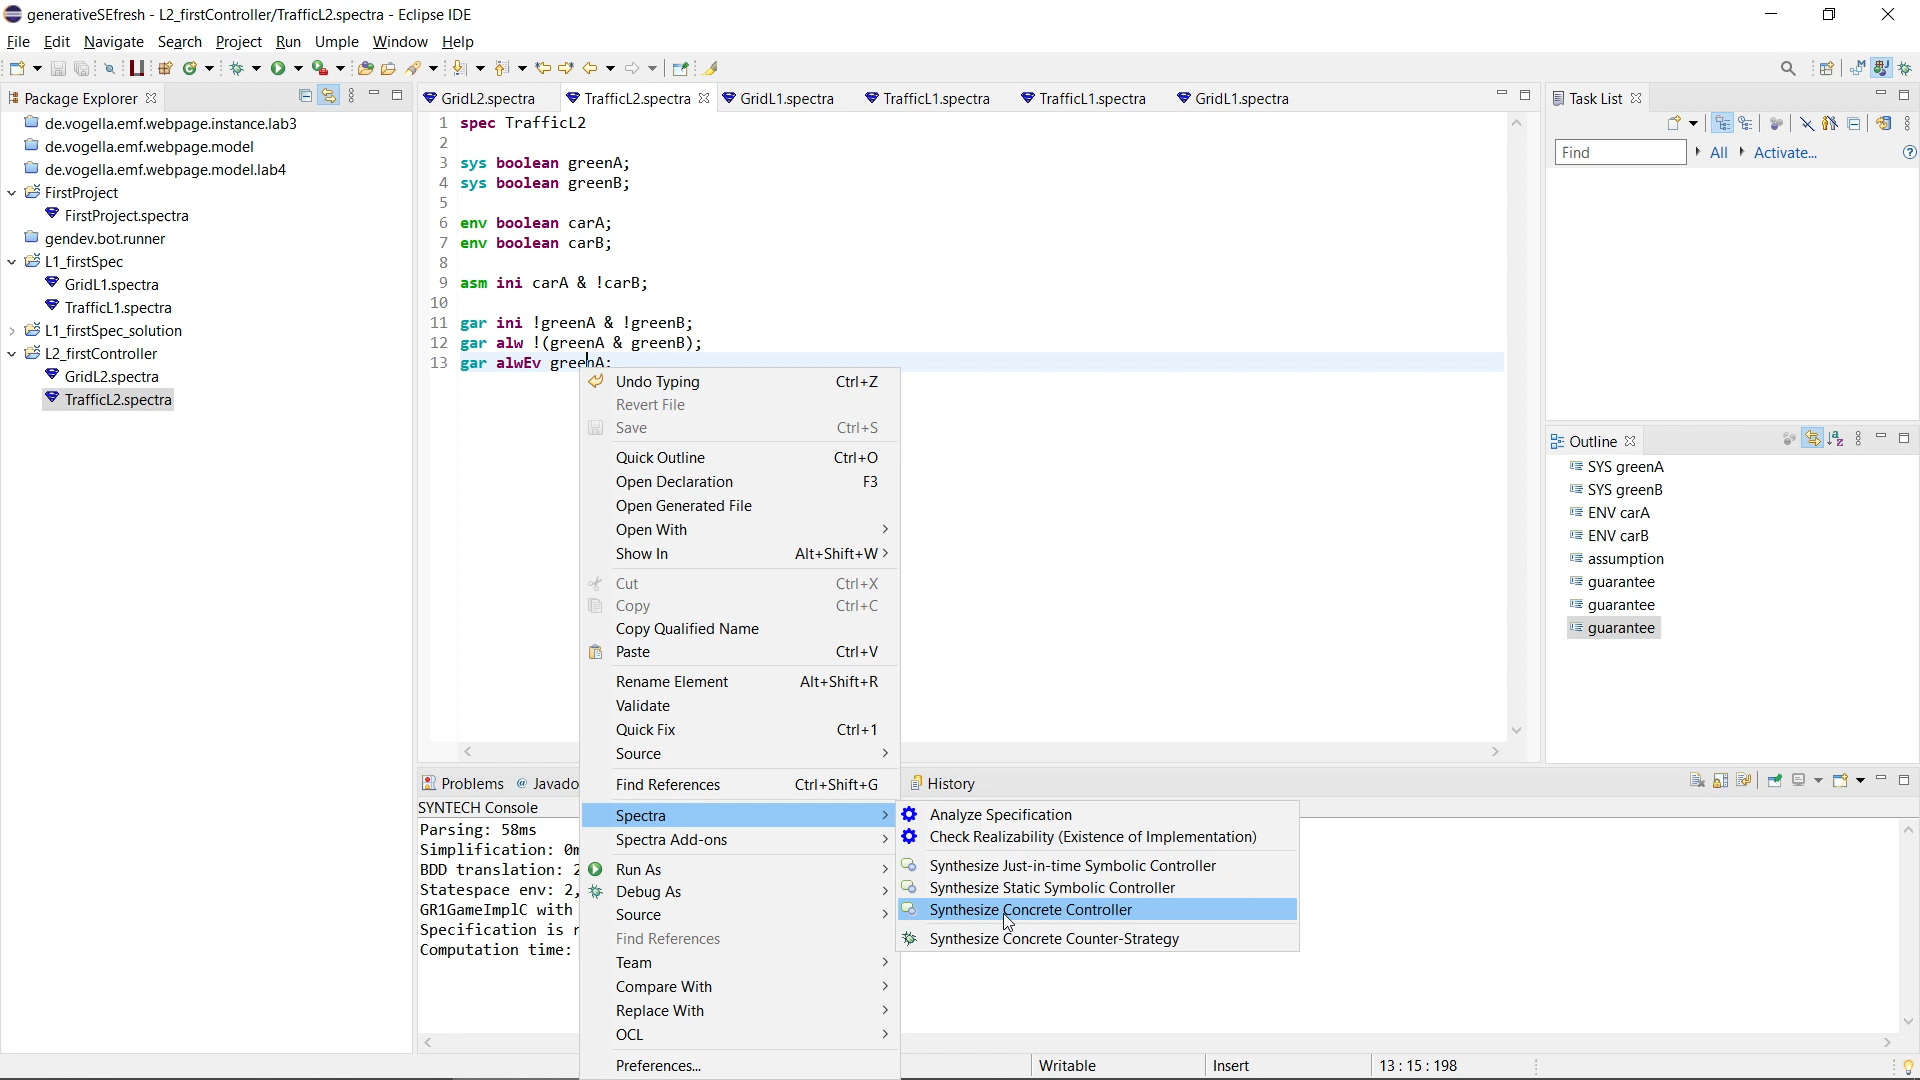 generativeSEfresh - L2_firstController/TrafficL2.spectra - Eclipse IDE
File Edit Navigate Search Project Run Umple Window Help
Package Explorer
de.vogella.emf.webpage.instance.lab3
de.vogella.emf.webpage.model
de.vogella.emf.webpage.model.lab4
FirstProject
FirstProject.spectra
gendev.bot.runner
L1_firstSpec
GridL1.spectra
TrafficL1.spectra
L1_firstSpec_solution
L2_firstController
GridL2.spectra
TrafficL2.spectra
GridL2.spectra TrafficL2.spectra GridL1.spectra TrafficL1.spectra TrafficL1.spectra GridL1.spectra
1 spec TrafficL2
2
3 sys boolean greenA;
4 sys boolean greenB;
5
6 env boolean carA;
7 env boolean carB;
8
9 asm ini carA & !carB;
10
11 gar ini !greenA & !greenB;
12 gar alw !(greenA & greenB);
13 gar alwEv greenA;
Undo Typing Ctrl+Z
Revert File
Save Ctrl+S
Quick Outline Ctrl+O
Open Declaration F3
Open Generated File
Open With
Show In Alt+Shift+W
Cut Ctrl+X
Copy Ctrl+C
Copy Qualified Name
Paste Ctrl+V
Rename Element Alt+Shift+R
Validate
Quick Fix Ctrl+1
Source
Find References Ctrl+Shift+G
Spectra
Spectra Add-ons
Run As
Debug As
Source
Find References
Team
Compare With
Replace With
OCL
Preferences...
Analyze Specification
Check Realizability (Existence of Implementation)
Synthesize Just-in-time Symbolic Controller
Synthesize Static Symbolic Controller
Synthesize Concrete Controller
Synthesize Concrete Counter-Strategy
Problems @ Javado
History
SYNTECH Console
Parsing: 58ms
Simplification: 0m
BDD translation: 2
Statespace env: 2,
GR1GameImplC with
Specification is r
Computation time:
Task List
Find All Activate...
Outline
SYS greenA
SYS greenB
ENV carA
ENV carB
assumption
guarantee
guarantee
guarantee
Writable Insert 13 : 15 : 198